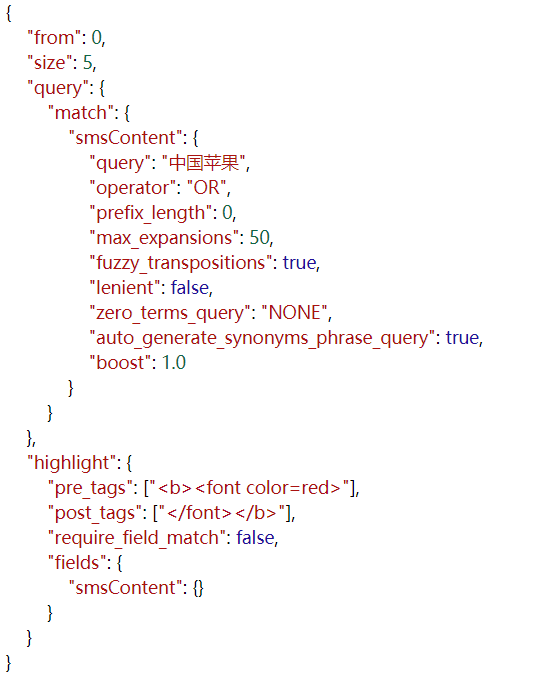 {
"from": 0,
"size": 5,
"query": {
"match": {
"smsContent": {
"query": "中国苹果",
"operator": "OR",
"prefix_length": 0,
"max_expansions": 50,
"fuzzy_transpositions": true,
"lenient": false,
"zero_terms_query": "NONE",
"auto_generate_synonyms_phrase_query": true,
"boost": 1.0
}
}
},
"highlight": {
"pre_tags": ["<b><font color=red>"],
"post_tags": ["</font></b>"],
"require_field_match": false,
"fields": {
"smsContent": {}
}
}
}